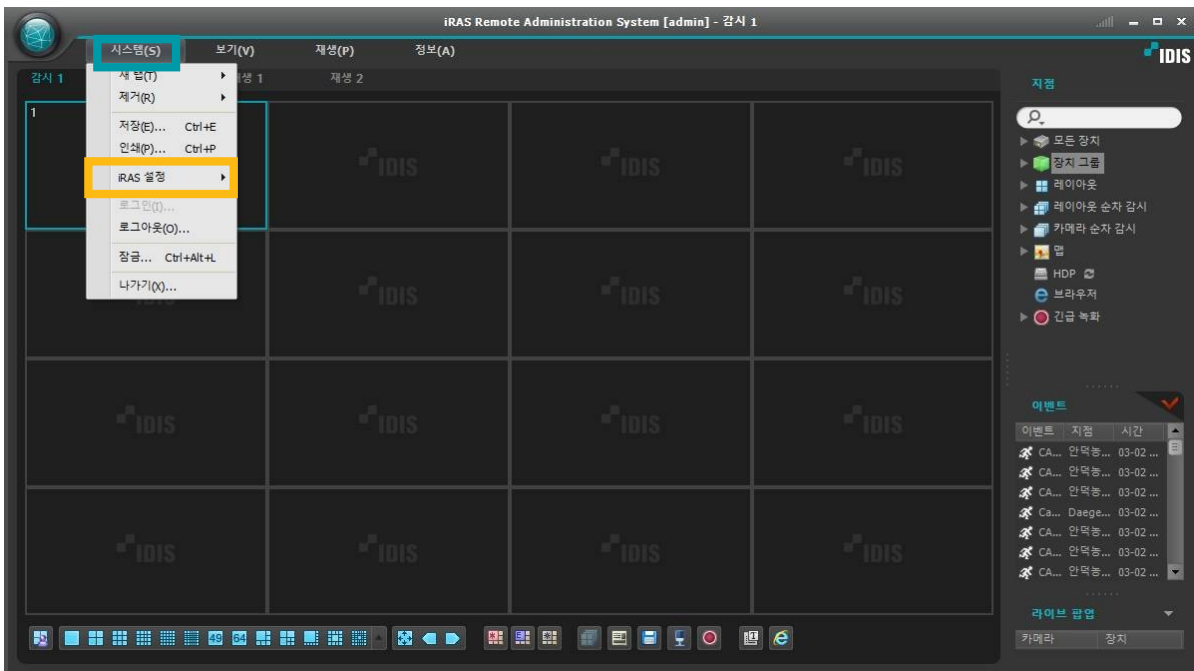 iRAS Remote Administration System [admin] - 감시 1
시스템(S) 보기(V) 재생(P) 정보(A)
IDIS
감시 1 재생 1 재생 2
새 탭(T)
제거(R)
저장(E)... Ctrl+E
인쇄(P)... Ctrl+P
iRAS 설정
로그인(I)...
로그아웃(O)...
잠금... Ctrl+Alt+L
나가기(X)...
1
IDIS IDIS IDIS
IDIS IDIS IDIS
IDIS IDIS IDIS IDIS
IDIS IDIS IDIS IDIS
지점
모든 장치
장치 그룹
레이아웃
레이아웃 순차 감시
카메라 순차 감시
맵
HDP
브라우저
긴급 녹화
이벤트
이벤트 지점 시간
CA... 안덕농... 03-02 ...
CA... 안덕농... 03-02 ...
CA... 안덕농... 03-02 ...
Ca... Daege... 03-02 ...
CA... 안덕농... 03-02 ...
CA... 안덕농... 03-02 ...
CA... 안덕농... 03-02 ...
라이브 팝업
카메라 장치
49 64